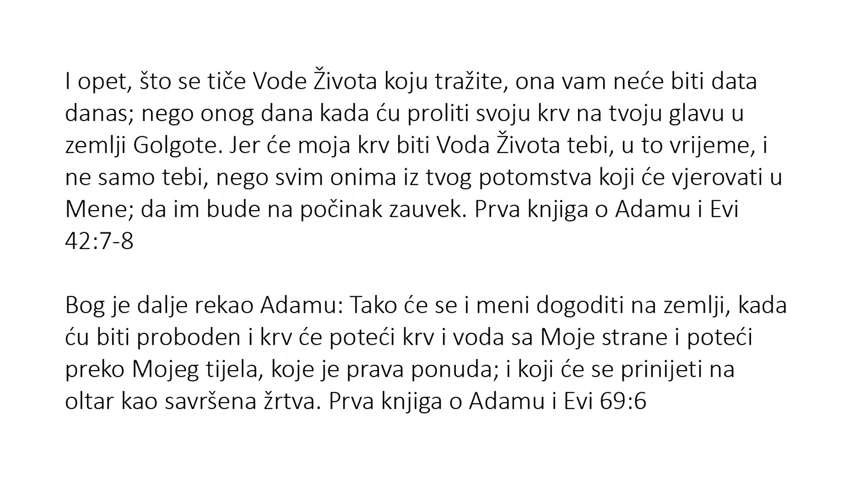 I opet, što se tiče Vode Života koju tražite, ona vam neće biti data
danas; nego onog dana kada ću proliti svoju krv na tvoju glavu u
zemlji Golgote. Jer će moja krv biti Voda Života tebi, u to vrijeme, i
ne samo tebi, nego svim onima iz tvog potomstva koji će vjerovati u
Mene; da im bude na počinak zauvek. Prva knjiga o Adamu i Evi
42:7-8
Bog je dalje rekao Adamu: Tako će se i meni dogoditi na zemlji, kada
ću biti proboden i krv će poteći krv i voda sa Moje strane i poteći
preko Mojeg tijela, koje je prava ponuda; i koji će se prinijeti na
oltar kao savršena žrtva. Prva knjiga o Adamu i Evi 69:6